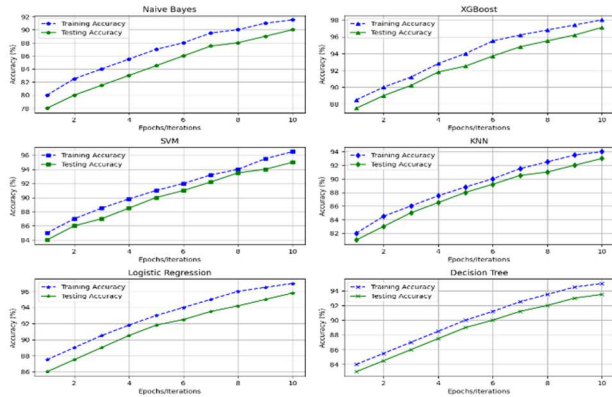 Naive Bayes
Accuracy (%)
92
90
88
86
84
82
80
78
Training Accuracy
Testing Accuracy
2
4
6
8
10
Epochs/Iterations
XGBoost
Accuracy (%)
98
96
94
92
90
88
Training Accuracy
Testing Accuracy
2
4
6
8
10
Epochs/Iterations
SVM
Accuracy (%)
96
94
92
90
88
86
84
Training Accuracy
Testing Accuracy
2
4
6
8
10
Epochs/Iterations
KNN
Accuracy (%)
94
92
90
88
86
84
82
Training Accuracy
Testing Accuracy
2
4
6
8
10
Epochs/Iterations
Logistic Regression
Accuracy (%)
96
94
92
90
88
86
Training Accuracy
Testing Accuracy
2
4
6
8
10
Epochs/Iterations
Decision Tree
Accuracy (%)
94
92
90
88
86
84
Training Accuracy
Testing Accuracy
2
4
6
8
10
Epochs/Iterations